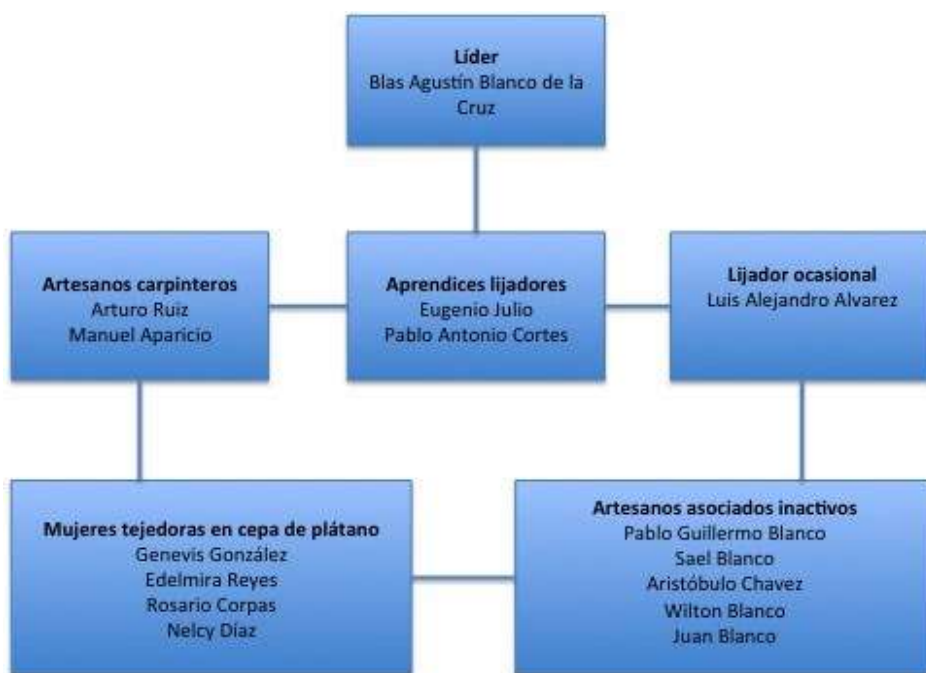 Líder
Blas Agustín Blanco de la
Cruz
Artesanos carpinteros
Arturo Ruiz
Manuel Aparicio
Aprendices lijadores
Eugenio Julio
Pablo Antonio Cortes
Lijador ocasional
Luis Alejandro Alvarez
Mujeres tejedoras en cepa de plátano
Genevis González
Edelmira Reyes
Rosario Corpas
Nelcy Díaz
Artesanos asociados inactivos
Pablo Guillermo Blanco
Sael Blanco
Aristóbulo Chavez
Wilton Blanco
Juan Blanco